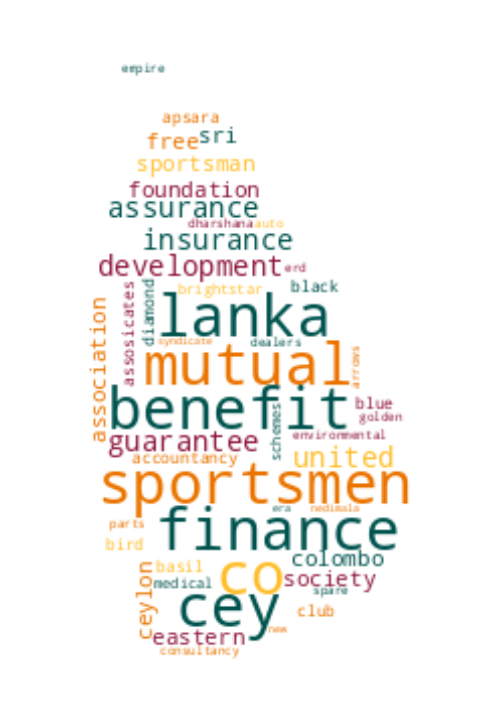 empire
apsara
free sri
sportsman
foundation
assurance
dharshana auto
insurance
development erd
brightstar black
diamond
assosicates
association
lanka
syndicate dealers
mutual
arrows
benefit blue
golden
schemes
guarantee environmental
accountancy united
sportsmen
era nedimala
parts finance
bird
colombo
basil co society
medical spare
ceylon
cey club
eastern new
consultancy